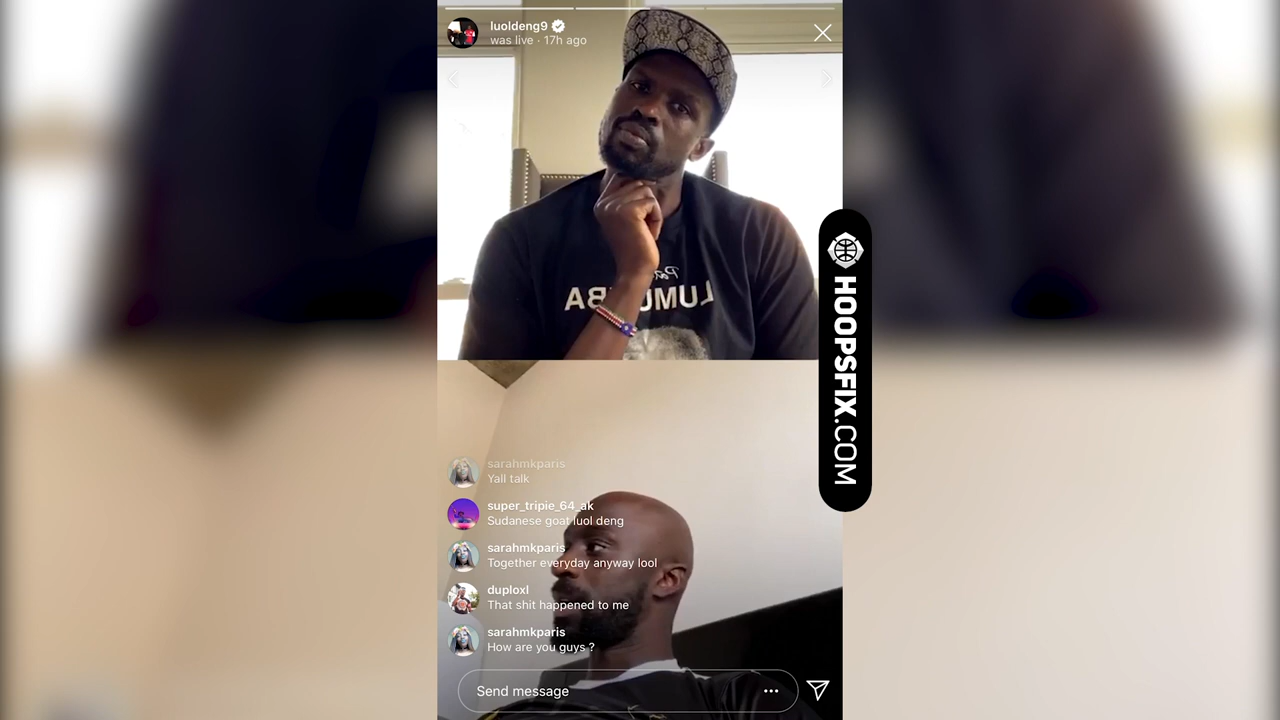 luoldeng9
was live · 17h ago
LUMUMBA
HOOPSFIX.COM
sarahmkparis
Yall talk
super_tripie_64_ak
Sudanese goat luol deng
sarahmkparis
Together everyday anyway lool
duploxl
That shit happened to me
sarahmkparis
How are you guys ?
Send message